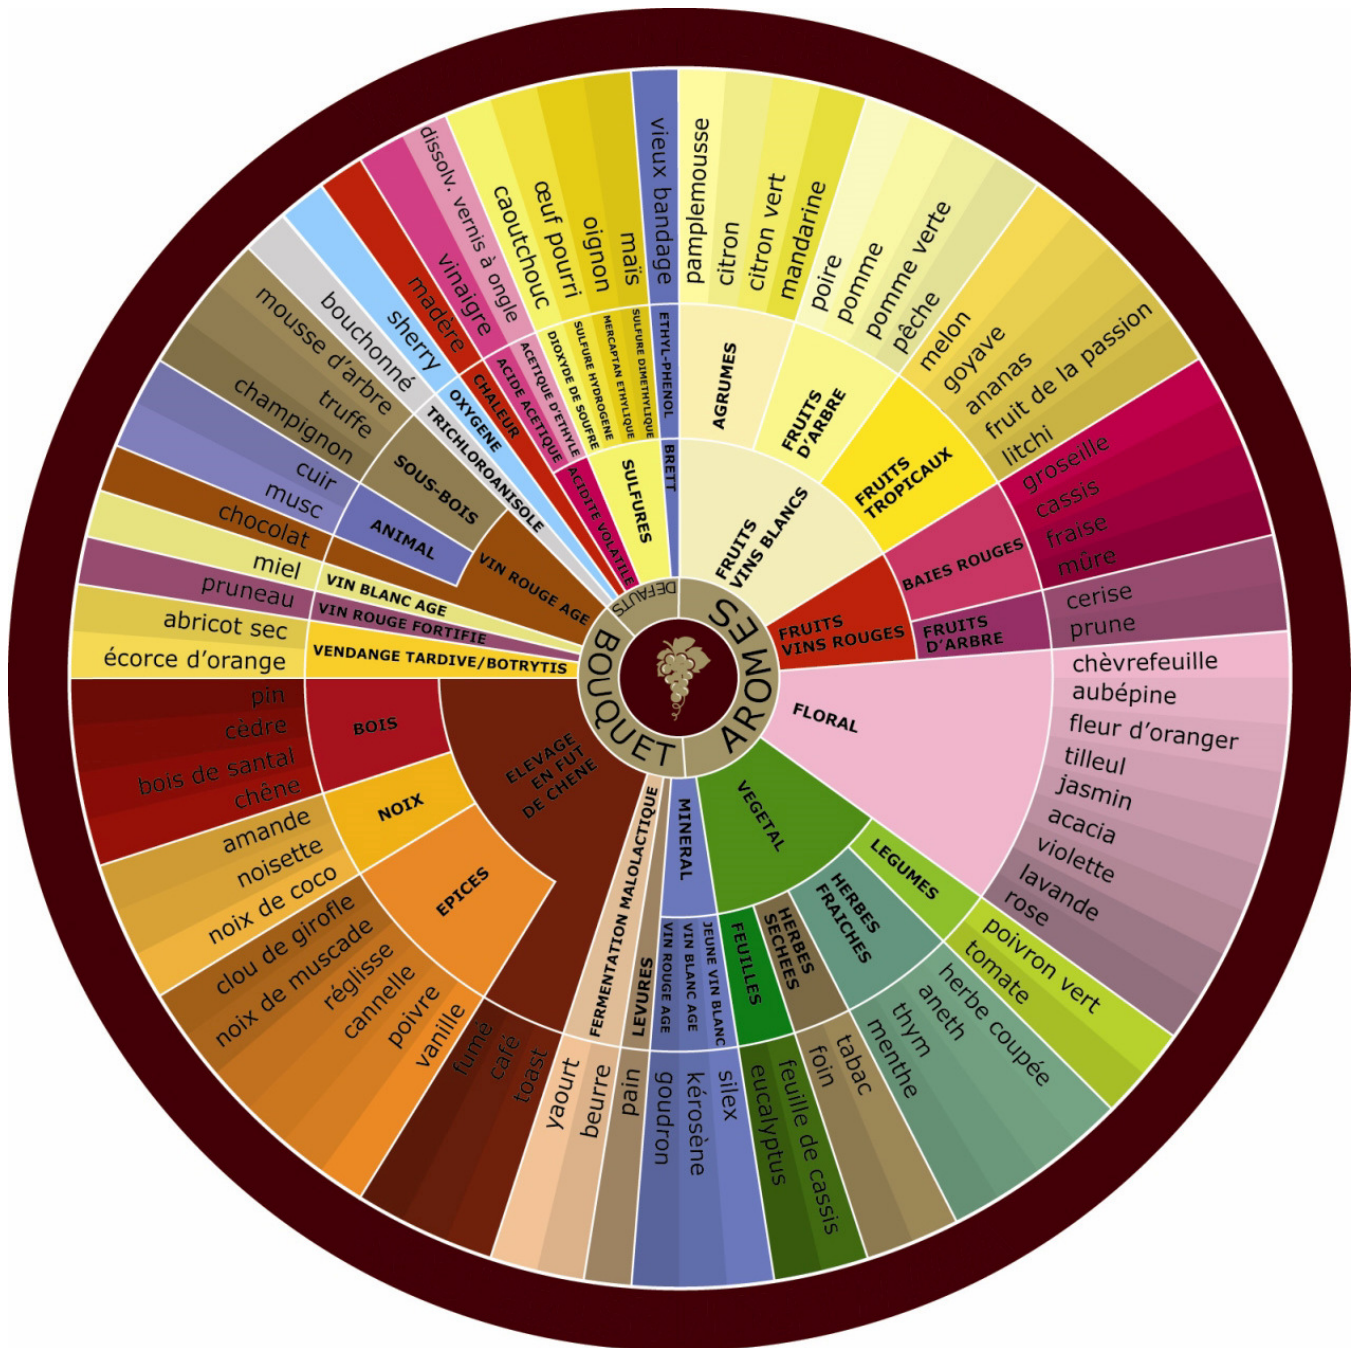 AROMES
FRUITS
VINS BLANCS
AGRUMES
pamplemousse
citron
citron vert
mandarine
FRUITS
D'ARBRE
poire
pomme
pomme verte
pêche
FRUITS
TROPICAUX
melon
goyave
ananas
fruit de la passion
litchi
FRUITS
VINS ROUGES
BAIES ROUGES
groseille
cassis
fraise
mûre
FRUITS
D'ARBRE
cerise
prune
FLORAL
chèvrefeuille
aubépine
fleur d'oranger
tilleul
jasmin
acacia
violette
lavande
rose
VEGETAL
LEGUMES
poivron vert
tomate
HERBES
FRAICHES
herbe coupée
aneth
thym
menthe
HERBES
SECHEES
tabac
foin
FEUILLES
feuille de cassis
eucalyptus
MINERAL
JEUNE VIN BLANC
silex
VIN BLANC AGE
kérosène
VIN ROUGE AGE
goudron
BOUQUET
LEVURES
pain
FERMENTATION MALOLACTIQUE
beurre
yaourt
ELEVAGE
EN FUT
DE CHENE
toast
café
fumé
EPICES
vanille
poivre
cannelle
réglisse
noix de muscade
clou de girofle
NOIX
noix de coco
noisette
amande
BOIS
chêne
bois de santal
cèdre
pin
VENDANGE TARDIVE/BOTRYTIS
écorce d'orange
abricot sec
VIN ROUGE FORTIFIE
pruneau
VIN BLANC AGE
miel
VIN ROUGE AGE
chocolat
ANIMAL
musc
cuir
SOUS-BOIS
champignon
truffe
mousse d'arbre
DEFAUTS
TRICHLOROANISOLE
bouchonné
OXYGENE
sherry
CHALEUR
madère
ACIDITE VOLATILE
ACIDE ACETIQUE
vinaigre
ACETIQUE D'ETHYLE
dissolv. vernis à ongle
SULFURES
DIOXYDE DE SOUFRE
caoutchouc
SULFURE HYDROGENE
œuf pourri
MERCAPTAN ETHYLIQUE
oignon
SULFURE DIMETHYLIQUE
maïs
BRETT
ETHYL-PHENOL
vieux bandage